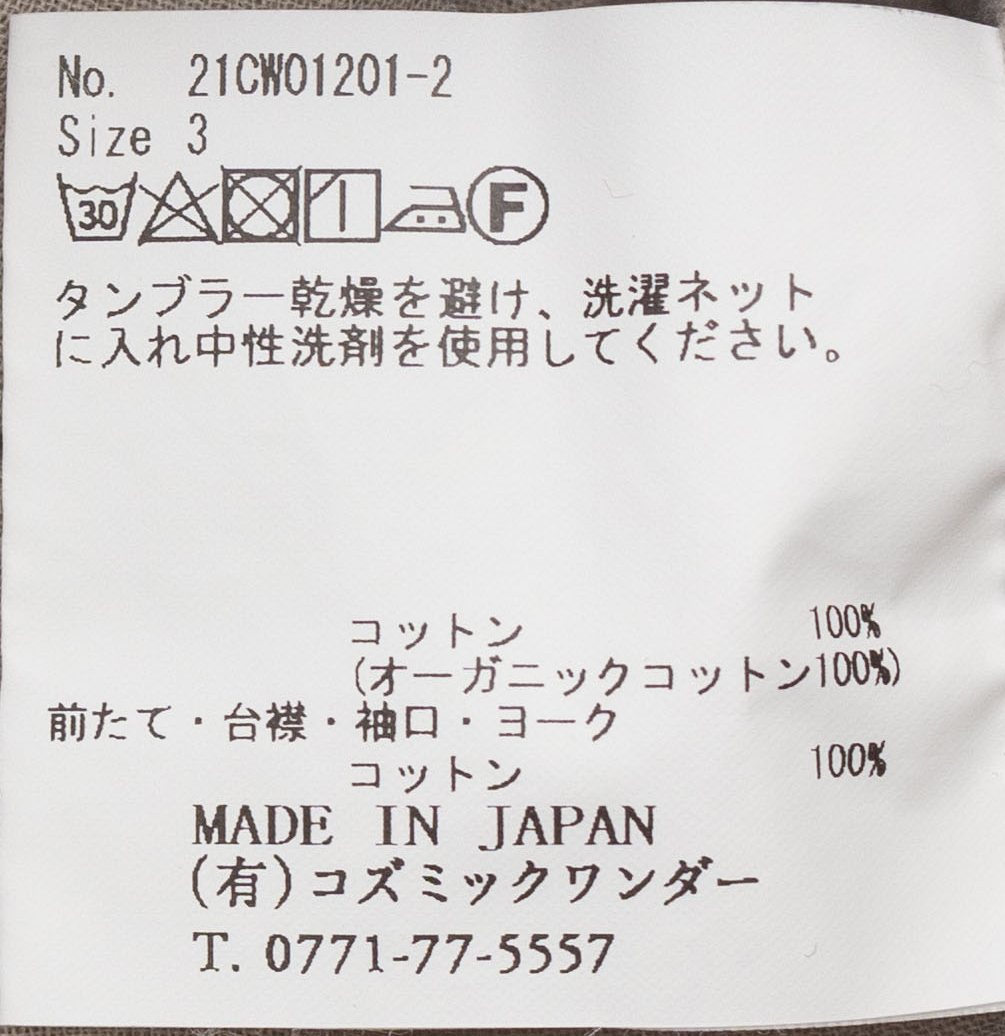 No. 21CW01201-2
Size 3
30 F
タンブラー乾燥を避け、洗濯ネット
に入れ中性洗剤を使用してください。
コットン 100%
(オーガニックコットン100%)
前たて・台襟・袖口・ヨーク
コットン 100%
MADE IN JAPAN
(有)コズミックワンダー
T. 0771-77-5557